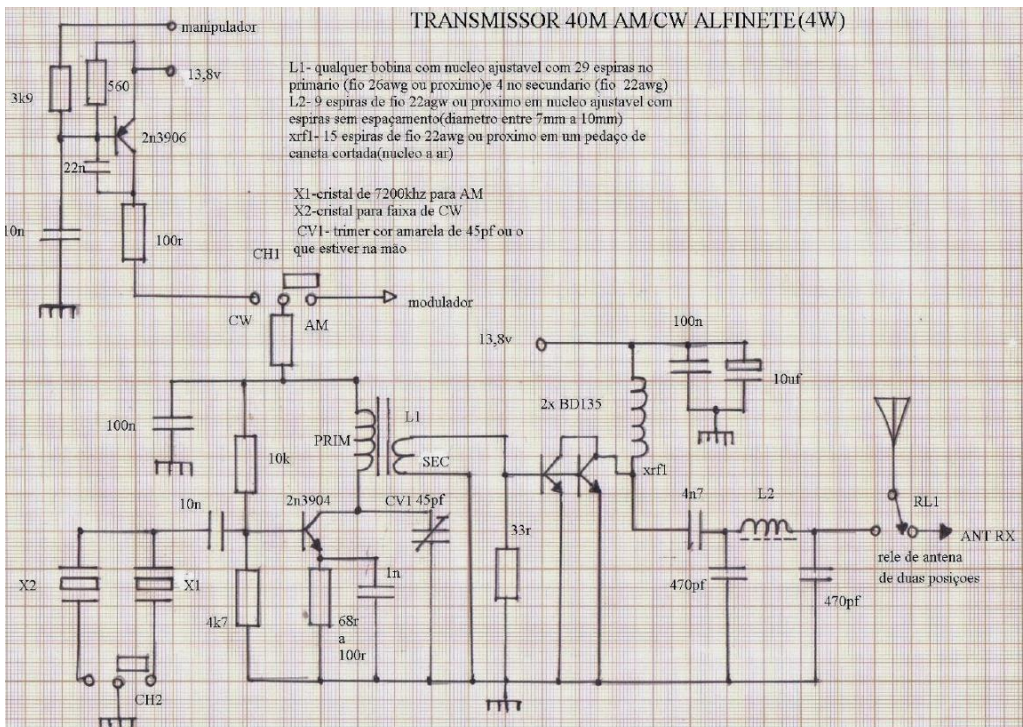 TRANSMISSOR 40M AM/CW ALFINETE(4W)
manipulador
13,8v
3k9
560
2n3906
22n
10n
100r
L1- qualquer bobina com nucleo ajustavel com 29 espiras no
primario (fio 26awg ou proximo)e 4 no secundario (fio 22awg)
L2- 9 espiras de fio 22agw ou proximo em nucleo ajustavel com
espiras sem espaçamento(diametro entre 7mm a 10mm)
xrf1- 15 espiras de fio 22awg ou proximo em um pedaço de
caneta cortada(nucleo a ar)
X1-cristal de 7200khz para AM
X2-cristal para faixa de CW
CV1- trimer cor amarela de 45pf ou o
que estiver na mão
CH1
CW
AM
modulador
13,8v
100n
10uf
2x BD135
xrf1
100n
PRIM
L1
SEC
10k
10n
2n3904
CV1 45pf
33r
4n7
L2
RL1
ANT RX
rele de antena
de duas posiçoes
470pf
470pf
X2
X1
4k7
68r
a
100r
1n
CH2